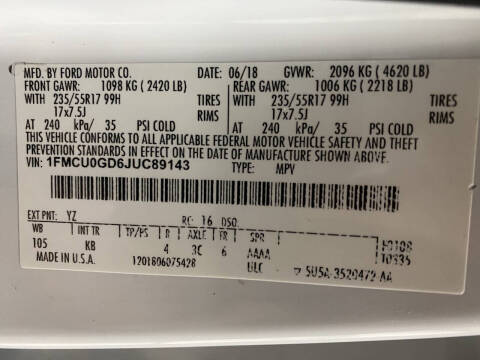 MFD. BY FORD MOTOR CO. DATE: 06/18 GVWR: 2096 KG ( 4620 LB)
FRONT GAWR: 1098 KG ( 2420 LB) REAR GAWR: 1006 KG ( 2218 LB)
WITH 235/55R17 99H TIRES WITH 235/55R17 99H TIRES
17x7.5J RIMS 17x7.5J RIMS
AT 240 kPa/ 35 PSI COLD AT 240 kPa/ 35 PSI COLD
THIS VEHICLE CONFORMS TO ALL APPLICABLE FEDERAL MOTOR VEHICLE SAFETY AND THEFT
PREVENTION STANDARDS IN EFFECT ON THE DATE OF MANUFACTURE SHOWN ABOVE.
VIN: 1FMCU0GD6JUC89143 TYPE: MPV
EXT PNT: YZ RC: 16 DSO:
WB INT TR TP/PS R AXLE TR SPR
105 KB 4 3C 6 AAAA
MADE IN U.S.A. 1201806075428 5U5A-3520472-AA